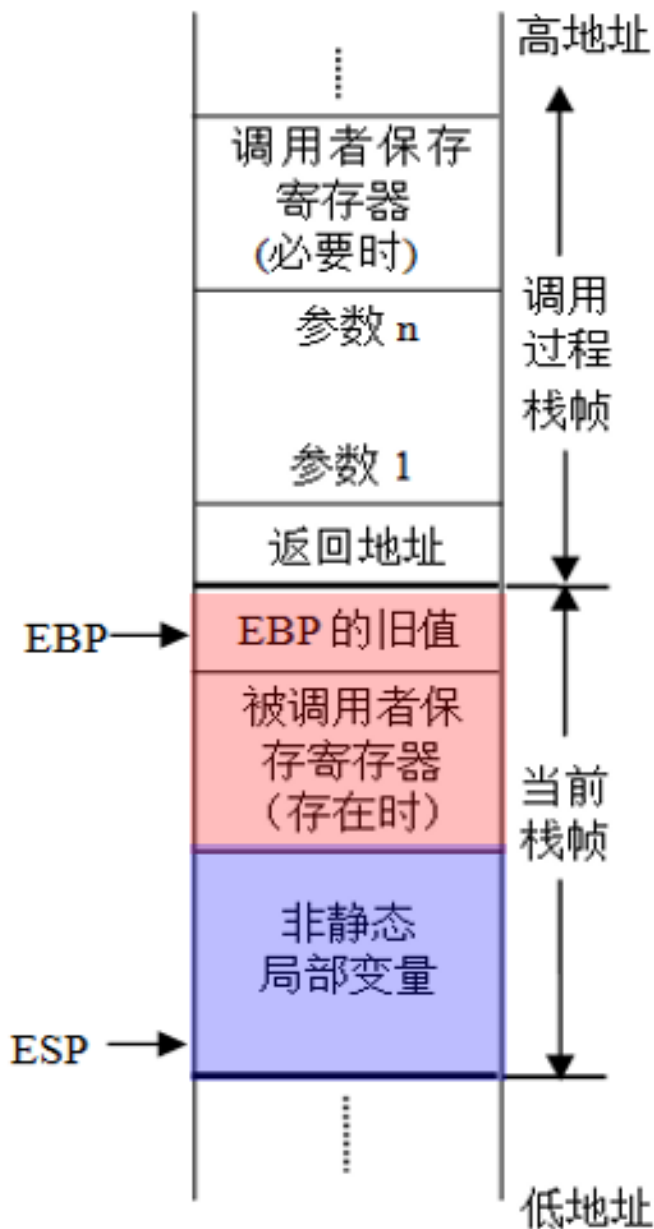 高地址
调用者保存
寄存器
(必要时)
参数 n
调用
过程
栈帧
参数 1
返回地址
EBP
EBP 的旧值
被调用者保
存寄存器
（存在时）
当前
栈帧
非静态
局部变量
ESP
低地址